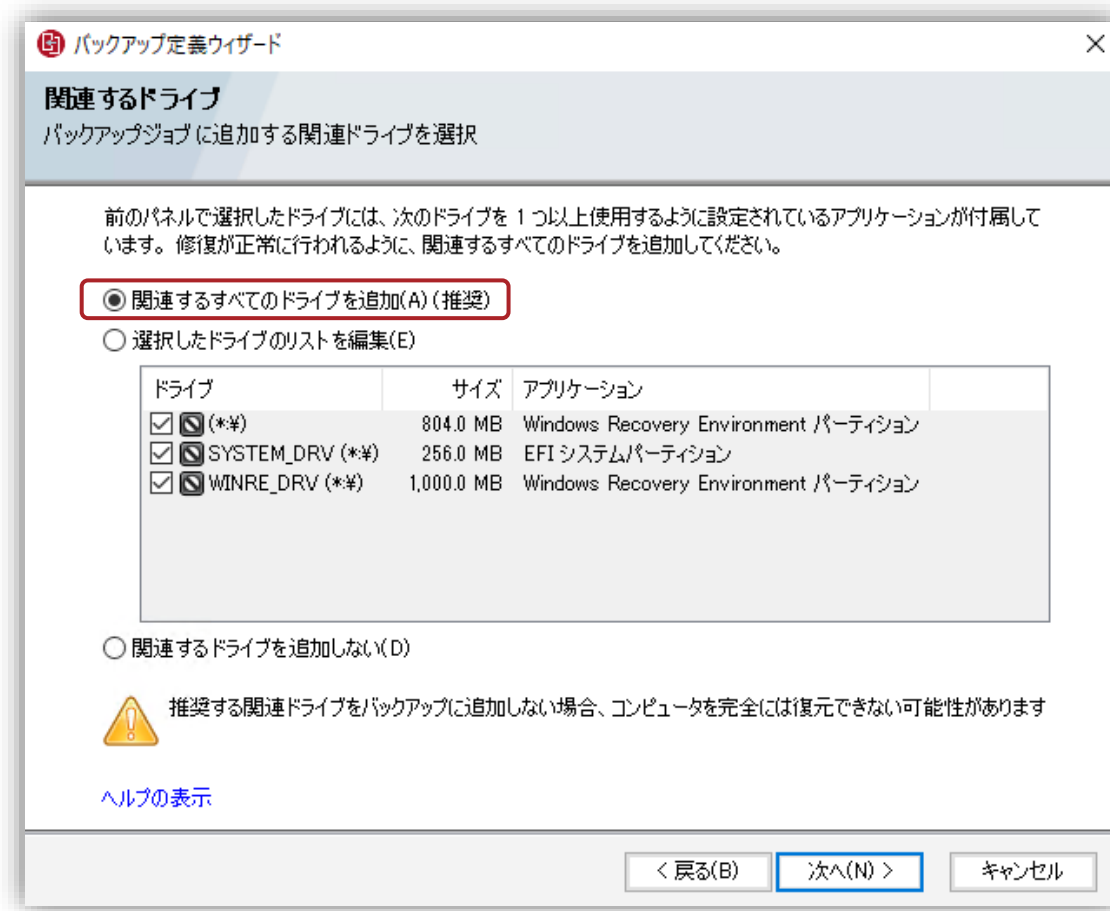 バックアップ定義ウィザード
関連するドライブ
バックアップジョブに追加する関連ドライブを選択
前のパネルで選択したドライブには、次のドライブを 1 つ以上使用するように設定されているアプリケーションが付属して
います。修復が正常に行われるように、関連するすべてのドライブを追加してください。
関連するすべてのドライブを追加(A) (推奨)
選択したドライブのリストを編集(E)
ドライブ サイズ アプリケーション
(*:¥) 804.0 MB Windows Recovery Environment パーティション
SYSTEM_DRV (*:¥) 256.0 MB EFI システムパーティション
WINRE_DRV (*:¥) 1,000.0 MB Windows Recovery Environment パーティション
関連するドライブを追加しない(D)
推奨する関連ドライブをバックアップに追加しない場合、コンピュータを完全には復元できない可能性があります
ヘルプの表示
< 戻る(B) 次へ(N) > キャンセル